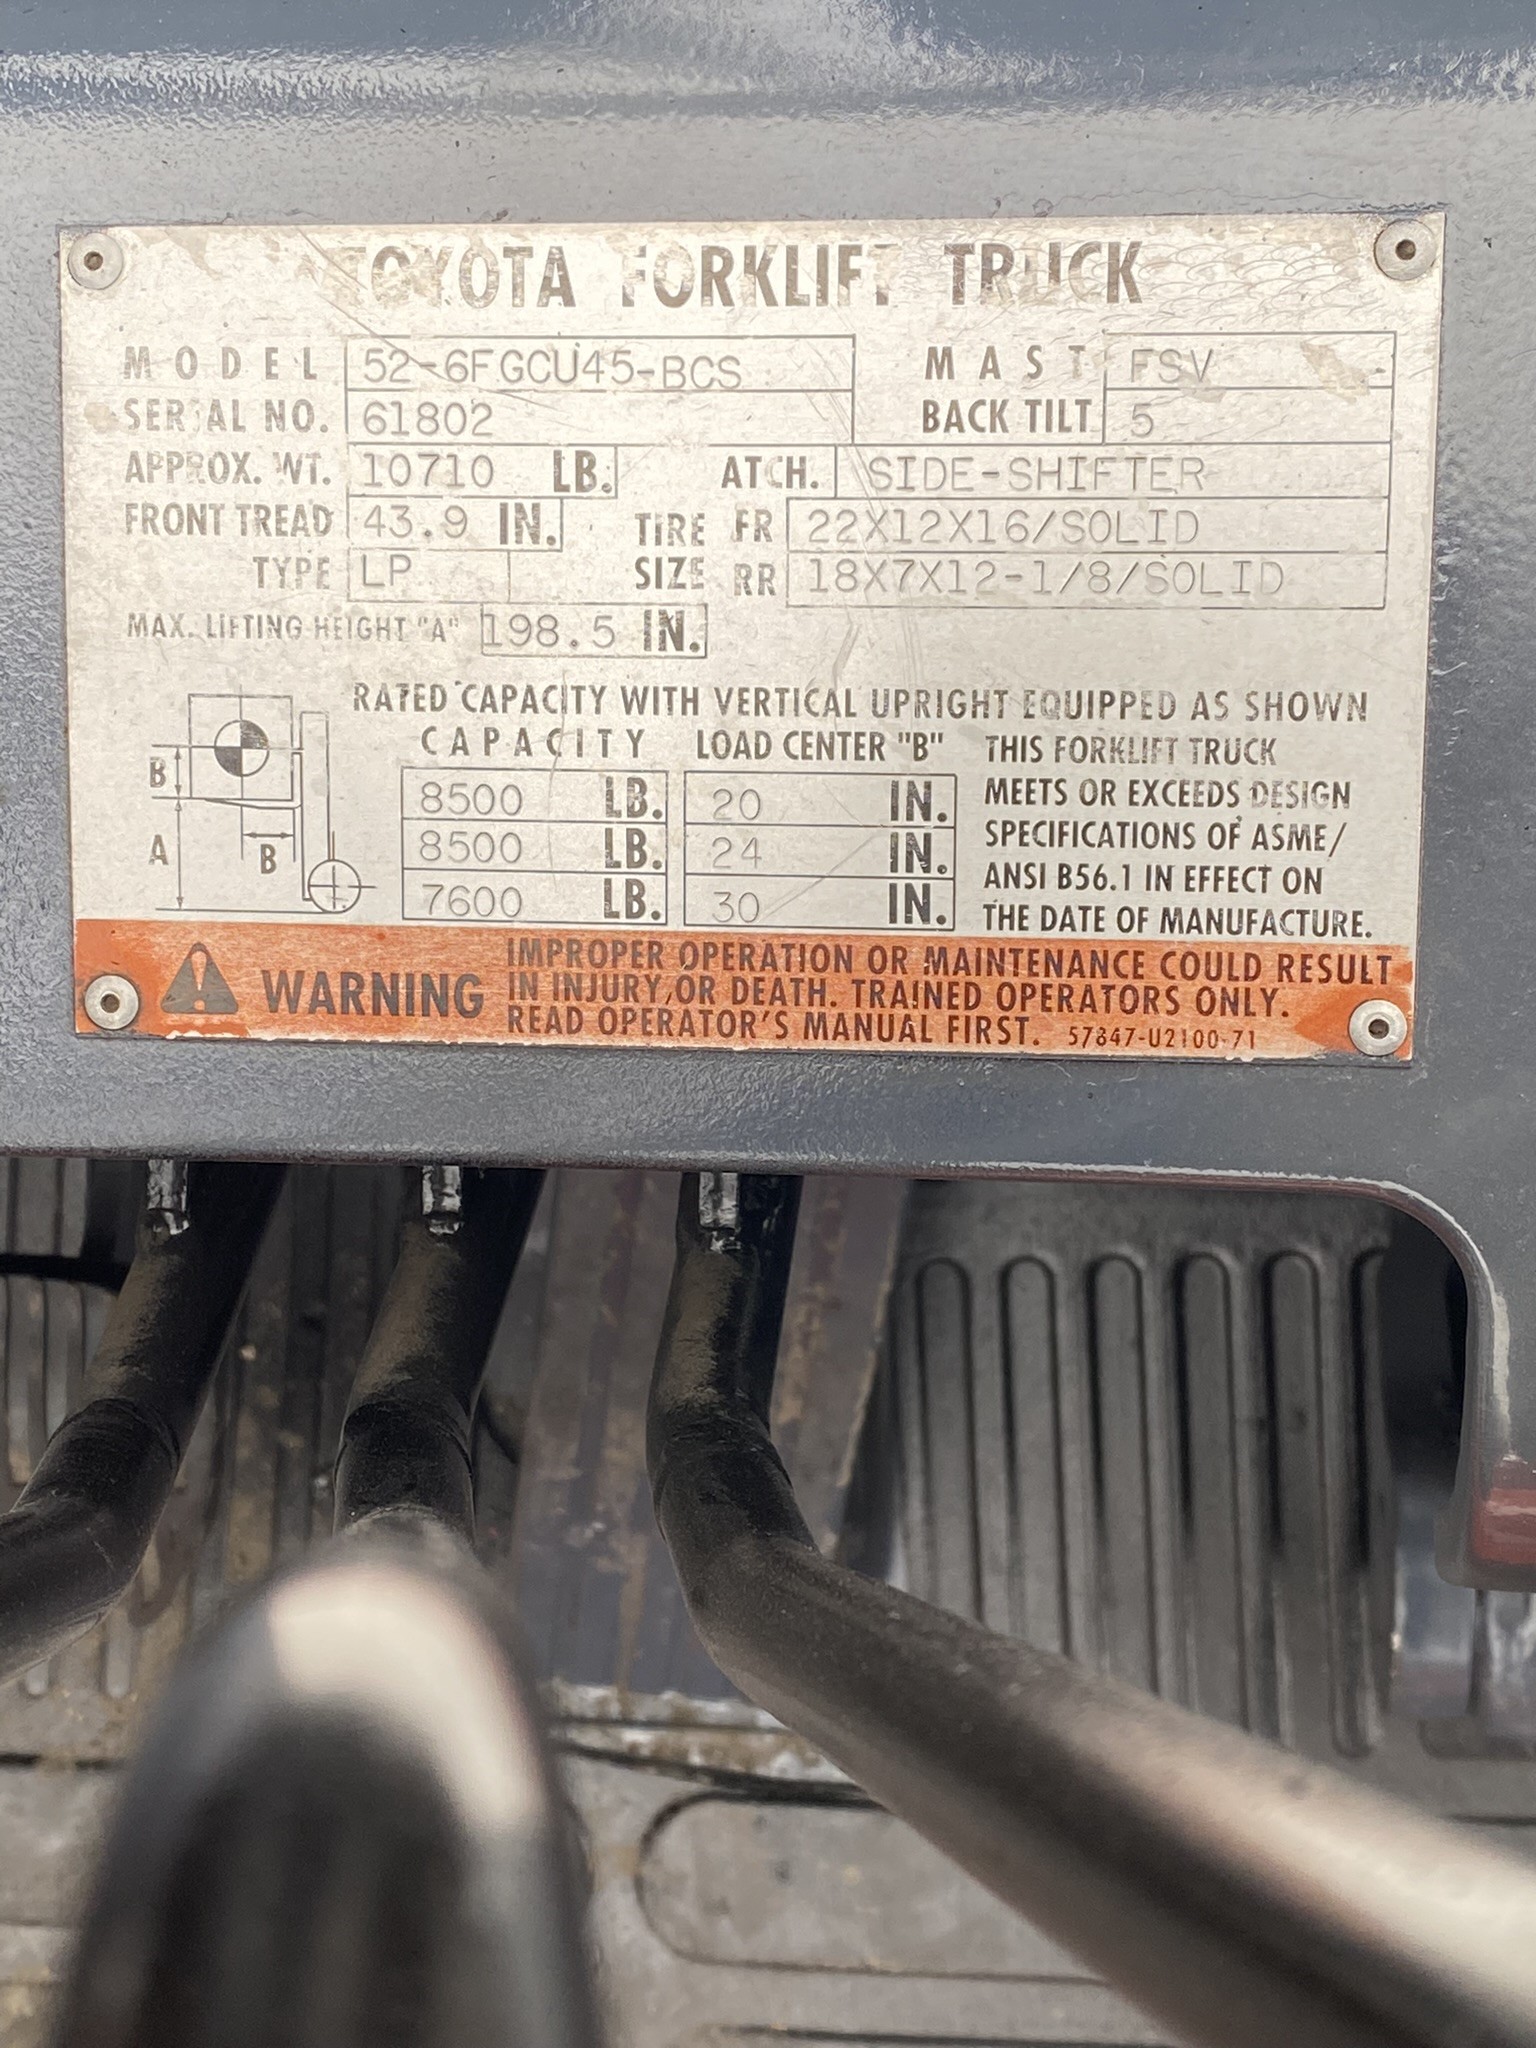 TOYOTA FORKLIFT TRUCK
MODEL 52-6FGCU45-BCS MAST FSV
SERIAL NO. 61802 BACK TILT 5
APPROX. WT. 10710 LB. ATCH. SIDE-SHIFTER
FRONT TREAD 43.9 IN. TIRE FR 22X12X16/SOLID
TYPE LP SIZE RR 18X7X12-1/8/SOLID
MAX. LIFTING HEIGHT "A" 198.5 IN.
RATED CAPACITY WITH VERTICAL UPRIGHT EQUIPPED AS SHOWN
CAPACITY LOAD CENTER "B" THIS FORKLIFT TRUCK
B 8500 LB. 20 IN. MEETS OR EXCEEDS DESIGN
A B 8500 LB. 24 IN. SPECIFICATIONS OF ASME/
7600 LB. 30 IN. ANSI B56.1 IN EFFECT ON
THE DATE OF MANUFACTURE.
WARNING IMPROPER OPERATION OR MAINTENANCE COULD RESULT
IN INJURY, OR DEATH. TRAINED OPERATORS ONLY.
READ OPERATOR'S MANUAL FIRST. 57847-U2100-71